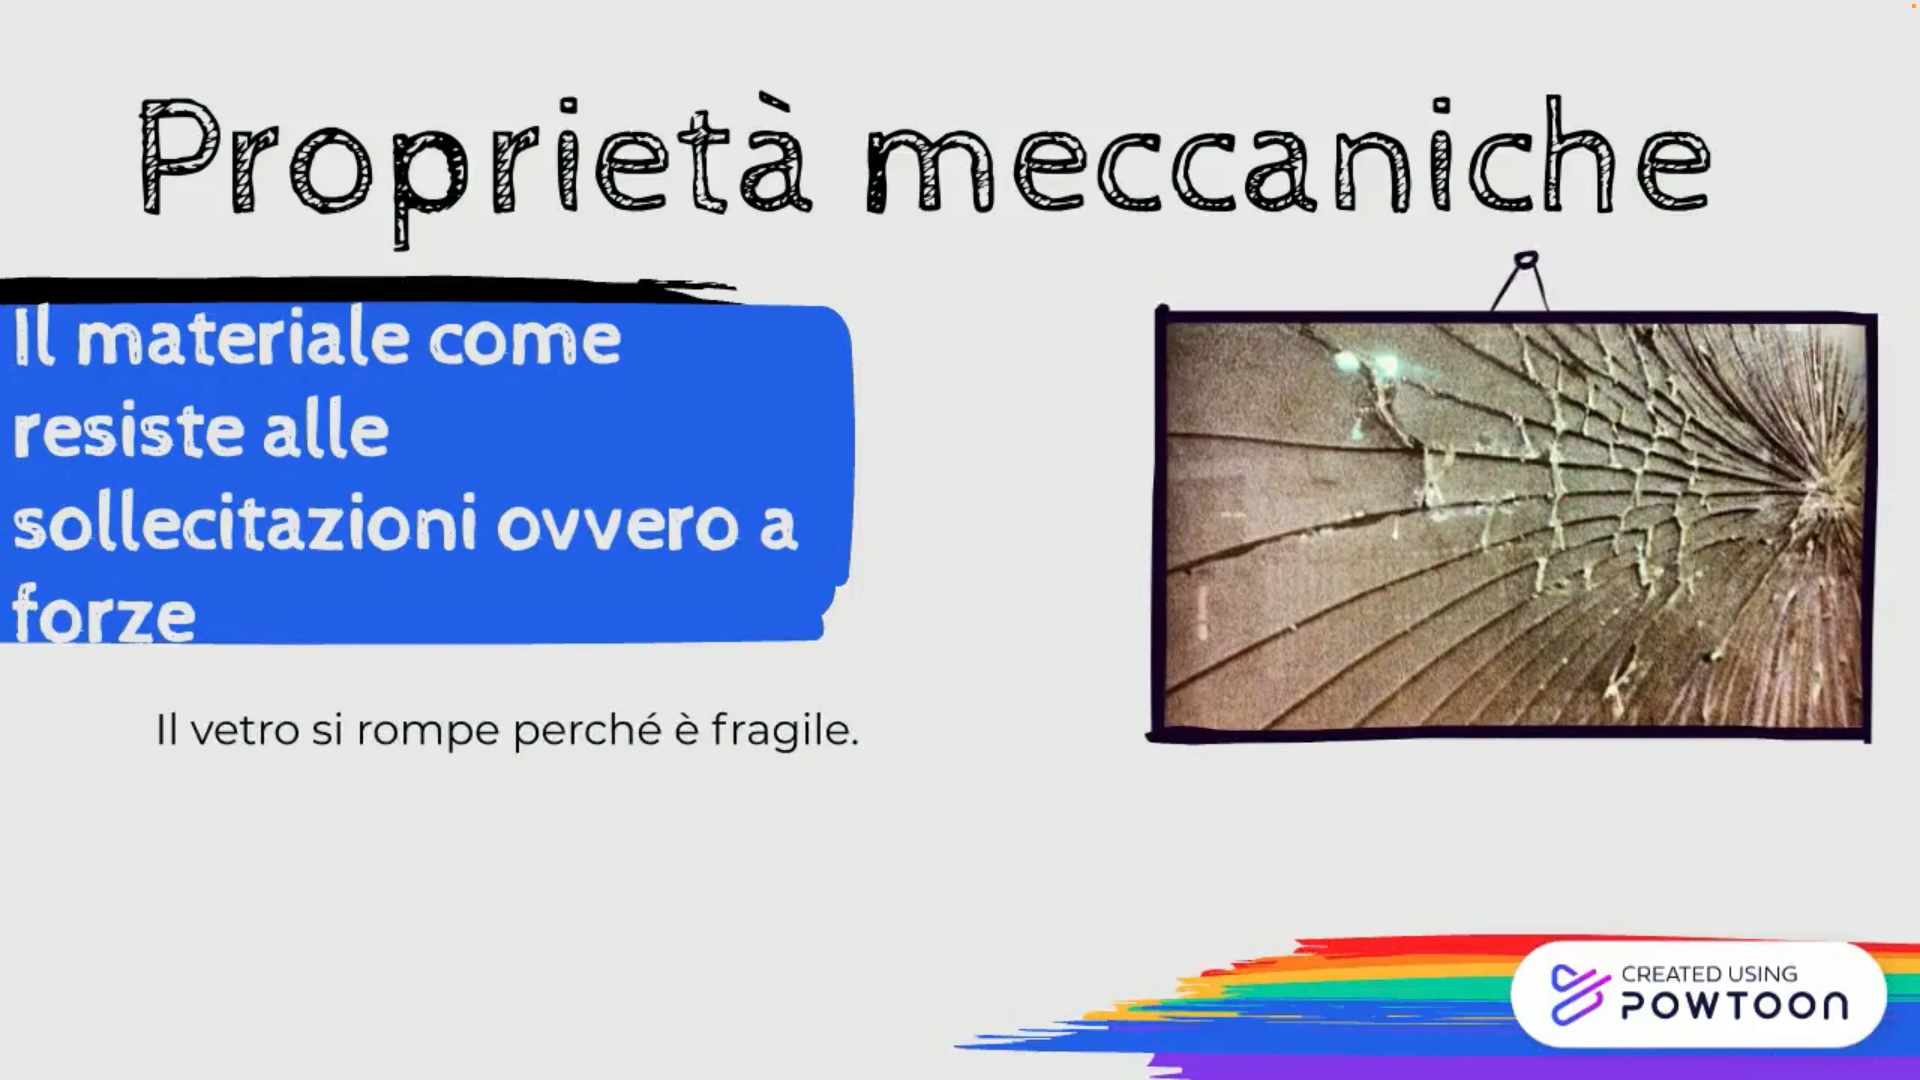 Proprietà meccaniche
Il materiale come
resiste alle
sollecitazioni ovvero a
forze
Il vetro si rompe perché è fragile.
CREATED USING
POWTOON